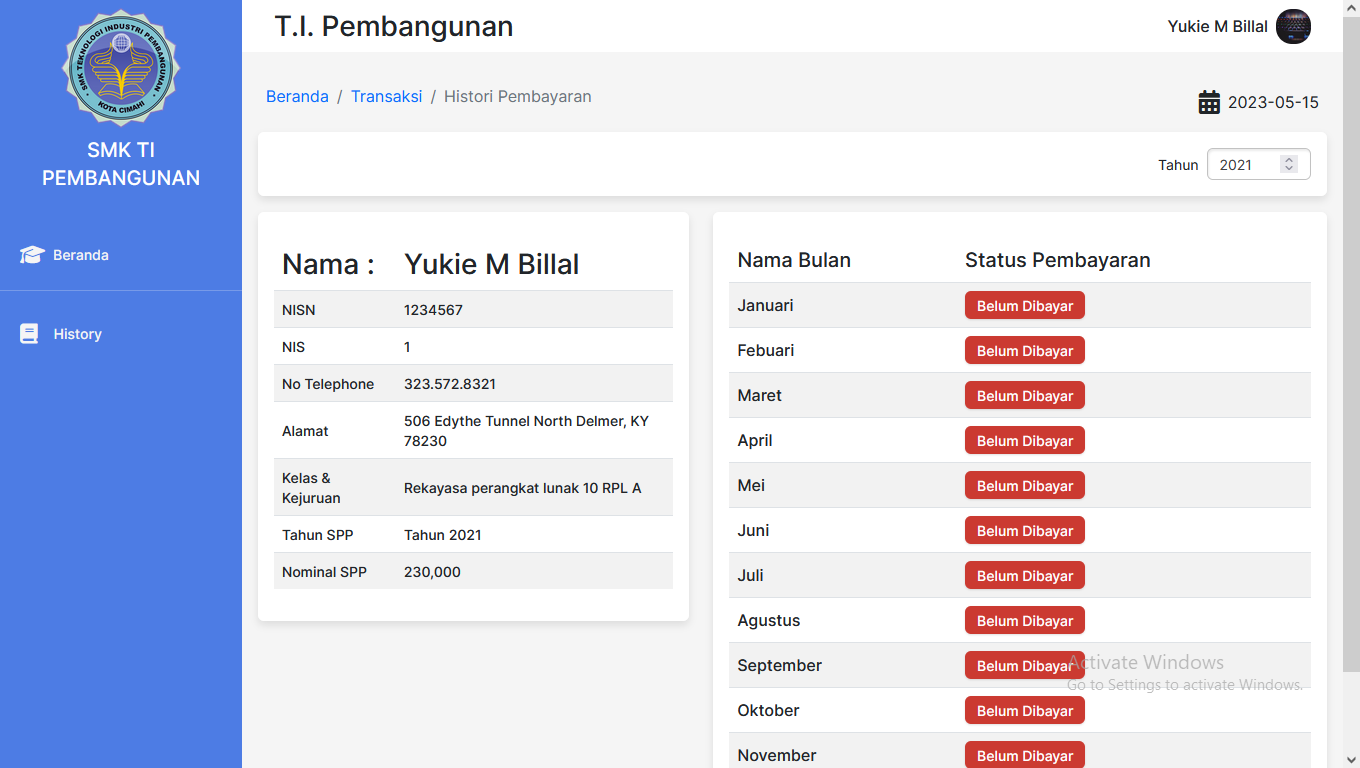 SMK TEKNOLOGI INDUSTRI PEMBANGUNAN
KOTA CIMAHI
SMK TI
PEMBANGUNAN
Beranda
History
T.I. Pembangunan
Yukie M Billal
Beranda / Transaksi / Histori Pembayaran
2023-05-15
Tahun 2021
Nama : Yukie M Billal
NISN 1234567
NIS 1
No Telephone 323.572.8321
Alamat 506 Edythe Tunnel North Delmer, KY
78230
Kelas &
Kejuruan Rekayasa perangkat lunak 10 RPL A
Tahun SPP Tahun 2021
Nominal SPP 230,000
Nama Bulan Status Pembayaran
Januari Belum Dibayar
Febuari Belum Dibayar
Maret Belum Dibayar
April Belum Dibayar
Mei Belum Dibayar
Juni Belum Dibayar
Juli Belum Dibayar
Agustus Belum Dibayar
September Belum Dibayar
Oktober Belum Dibayar
November Belum Dibayar
Activate Windows
Go to Settings to activate Windows.